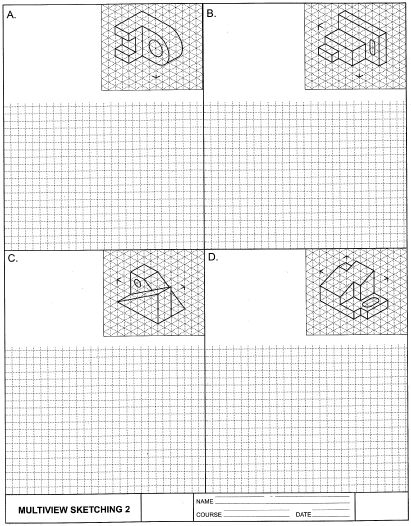 A.
B.
C.
D.
MULTIVIEW SKETCHING 2
NAME
COURSE DATE